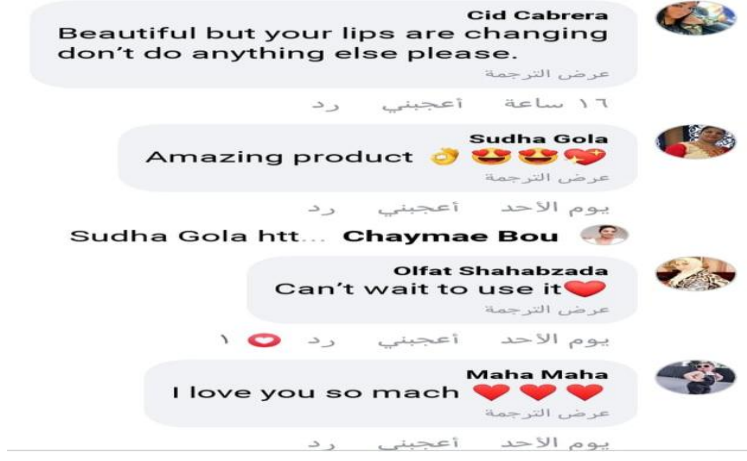 Cid Cabrera
Beautiful but your lips are changing
don't do anything else please.
عرض الترجمة
١٦ ساعة أعجبني رد
Sudha Gola
Amazing product 👌😍😍💖
عرض الترجمة
يوم الأحد أعجبني رد
Sudha Gola htt... Chaymae Bou
Olfat Shahabzada
Can't wait to use it❤️
عرض الترجمة
يوم الأحد أعجبني رد ١
Maha Maha
I love you so mach ❤️ ❤️ ❤️
عرض الترجمة
يوم الأحد أعجبني رد